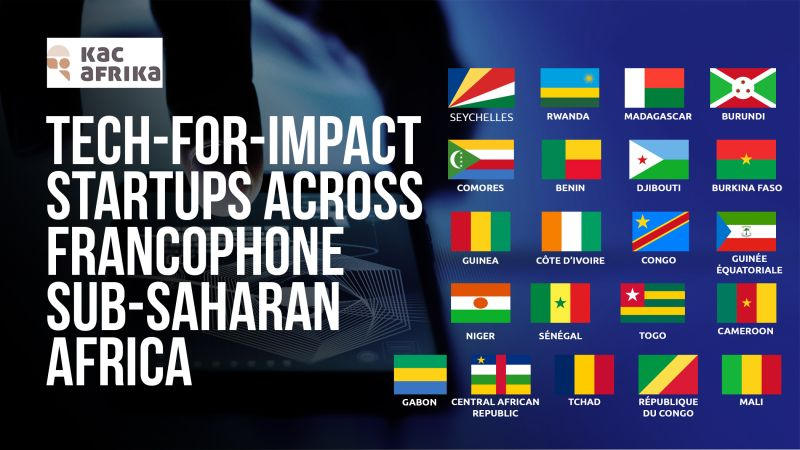 KAC
AFRIKA
TECH-FOR-IMPACT
STARTUPS ACROSS
FRANCOPHONE
SUB-SAHARAN
AFRICA
SEYCHELLES
RWANDA
MADAGASCAR
BURUNDI
COMORES
BENIN
DJIBOUTI
BURKINA FASO
GUINEA
CÔTE D'IVOIRE
CONGO
GUINÉE
ÉQUATORIALE
NIGER
SÉNÉGAL
TOGO
CAMEROON
GABON
CENTRAL AFRICAN
REPUBLIC
TCHAD
RÉPUBLIQUE
DU CONGO
MALI